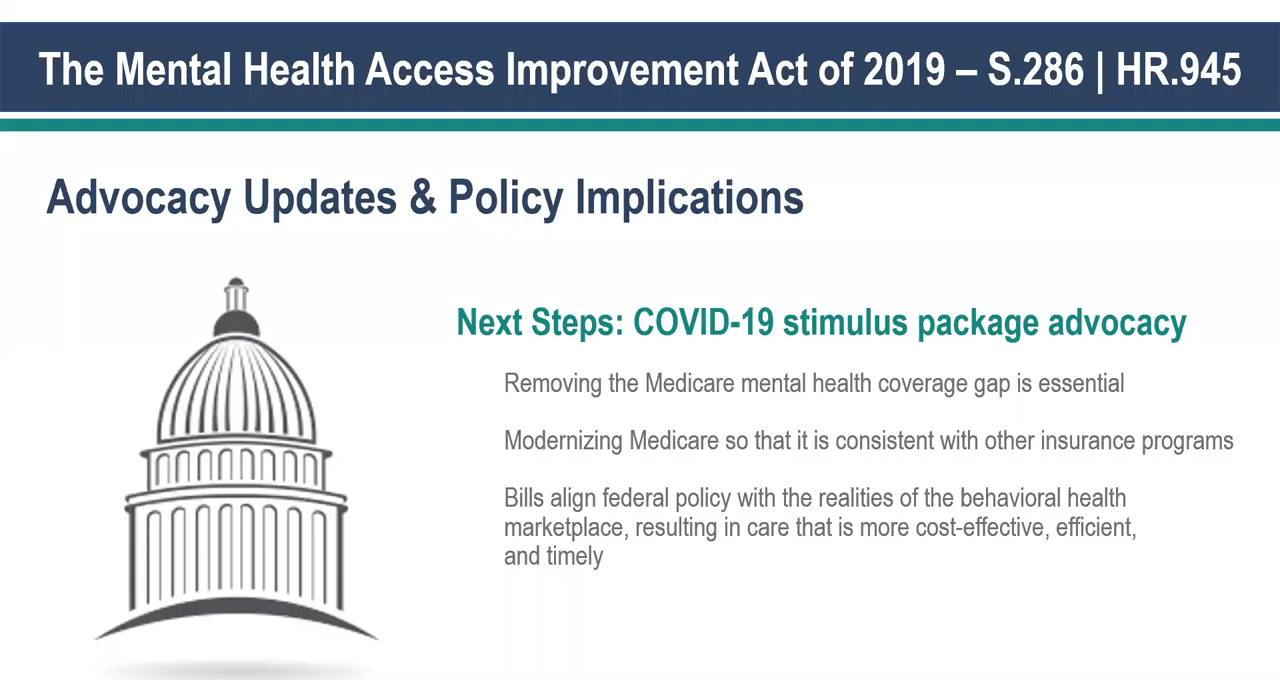 The Mental Health Access Improvement Act of 2019 – S.286 | HR.945
Advocacy Updates & Policy Implications
Next Steps: COVID-19 stimulus package advocacy
Removing the Medicare mental health coverage gap is essential
Modernizing Medicare so that it is consistent with other insurance programs
Bills align federal policy with the realities of the behavioral health
marketplace, resulting in care that is more cost-effective, efficient,
and timely